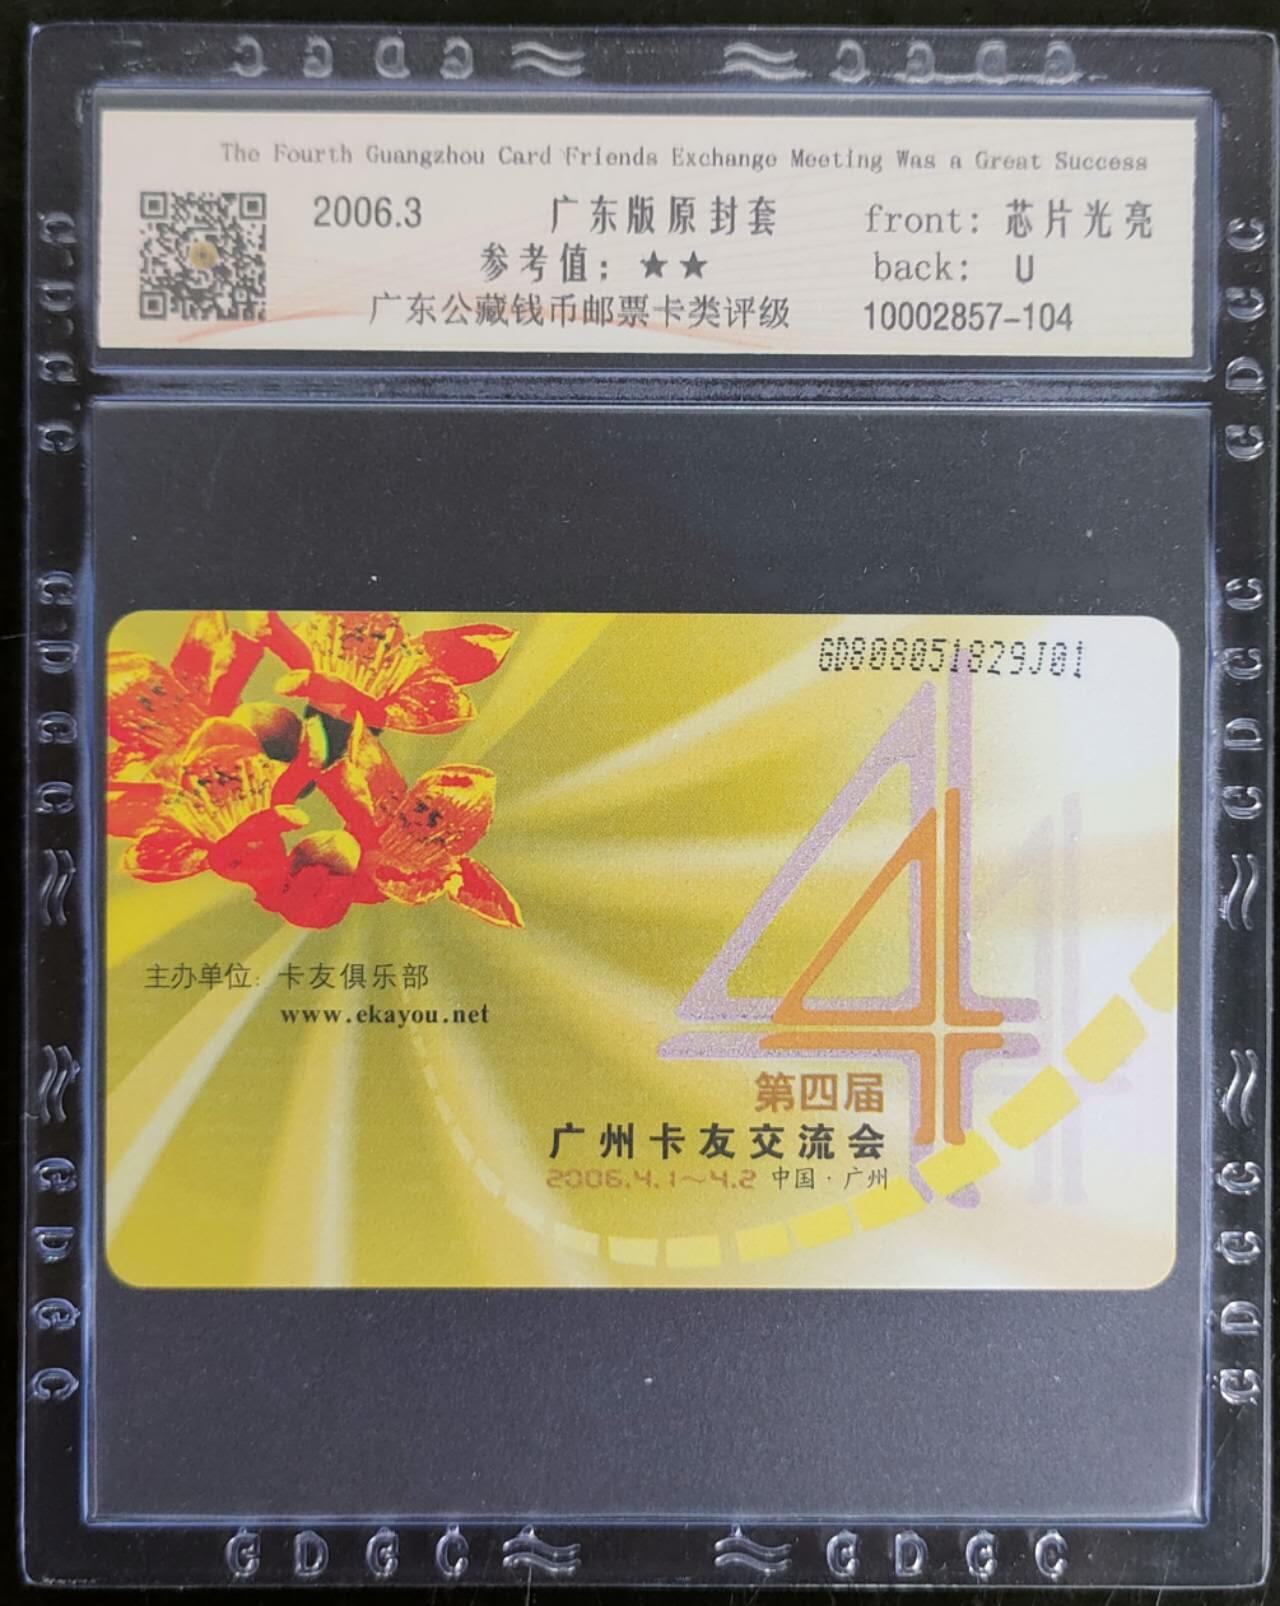 The Fourth Guangzhou Card Friends Exchange Meeting Was a Great Success
2006.3 广东版原封套 front: 芯片光亮
参考值：★★ back: U
广东公藏钱币邮票卡类评级 10002857-104
GD808051829J01
4
主办单位：卡友俱乐部
www.ekayou.net
第四届
广州卡友交流会
2006.4.1～4.2 中国·广州
GDGC GDGC